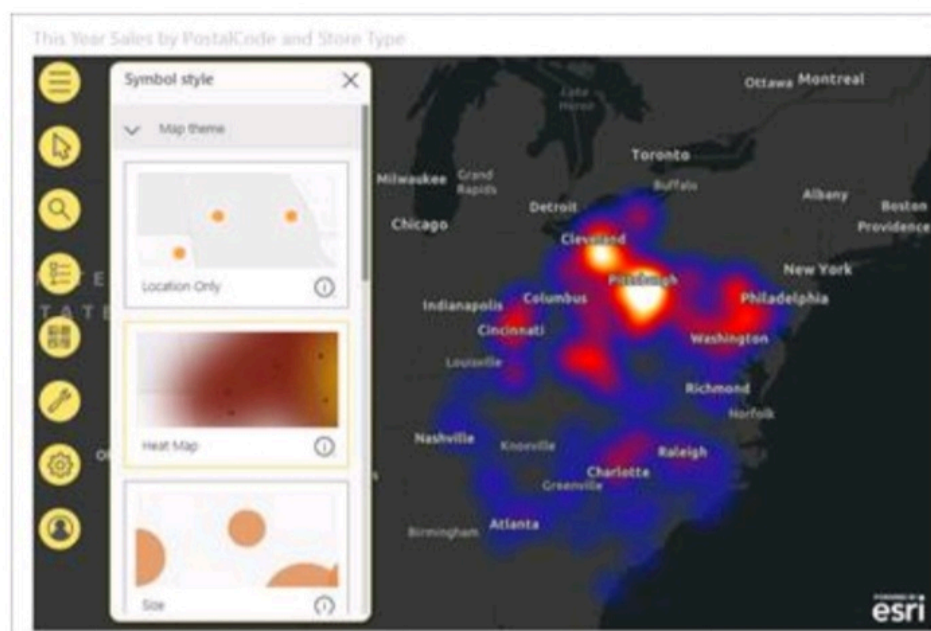 This Year Sales by PostalCode and Store Type
Symbol style
Map theme
Location Only
Heat Map
Size
Ottawa Montreal
Toronto
Milwaukee Grand
Rapids
Buffalo
Albany
Detroit
Boston
Chicago
Providence
Cleveland
New York
Pittsburgh
Indianapolis Columbus
Philadelphia
Cincinnati
Washington
Louisville
Richmond
Norfolk
Nashville
Knoxville
Raleigh
Charlotte
Greenville
Birmingham Atlanta
POWERED BY
esri